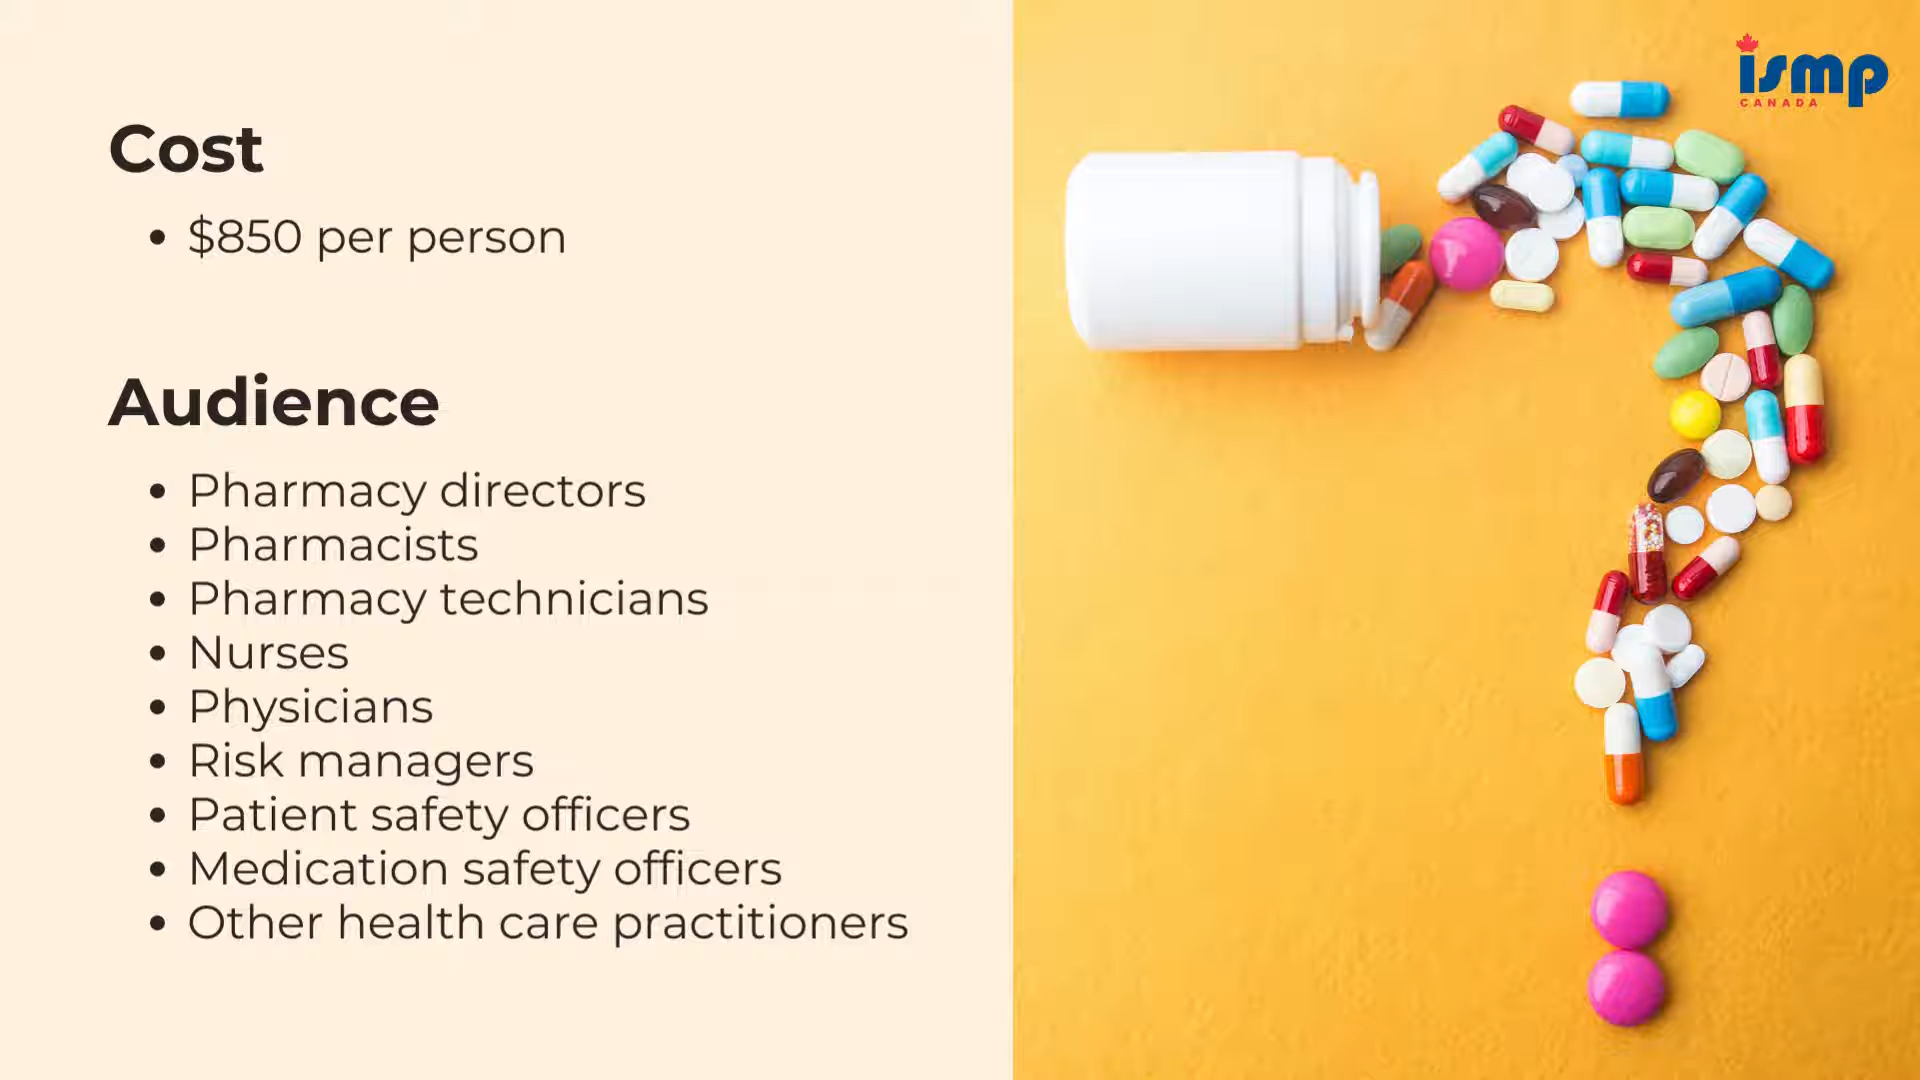 Cost
• $850 per person
Audience
• Pharmacy directors
• Pharmacists
• Pharmacy technicians
• Nurses
• Physicians
• Risk managers
• Patient safety officers
• Medication safety officers
• Other health care practitioners
ismp
CANADA